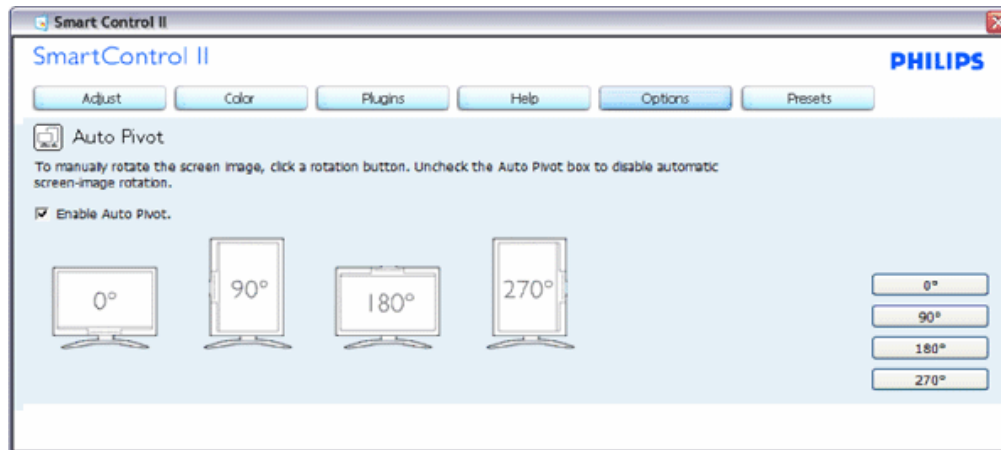 Smart Control II
SmartControl II
PHILIPS
Adjust Color Plugins Help Options Presets
Auto Pivot
To manually rotate the screen image, click a rotation button. Uncheck the Auto Pivot box to disable automatic
screen-image rotation.
Enable Auto Pivot.
0° 90° 180° 270°
0°
90°
180°
270°